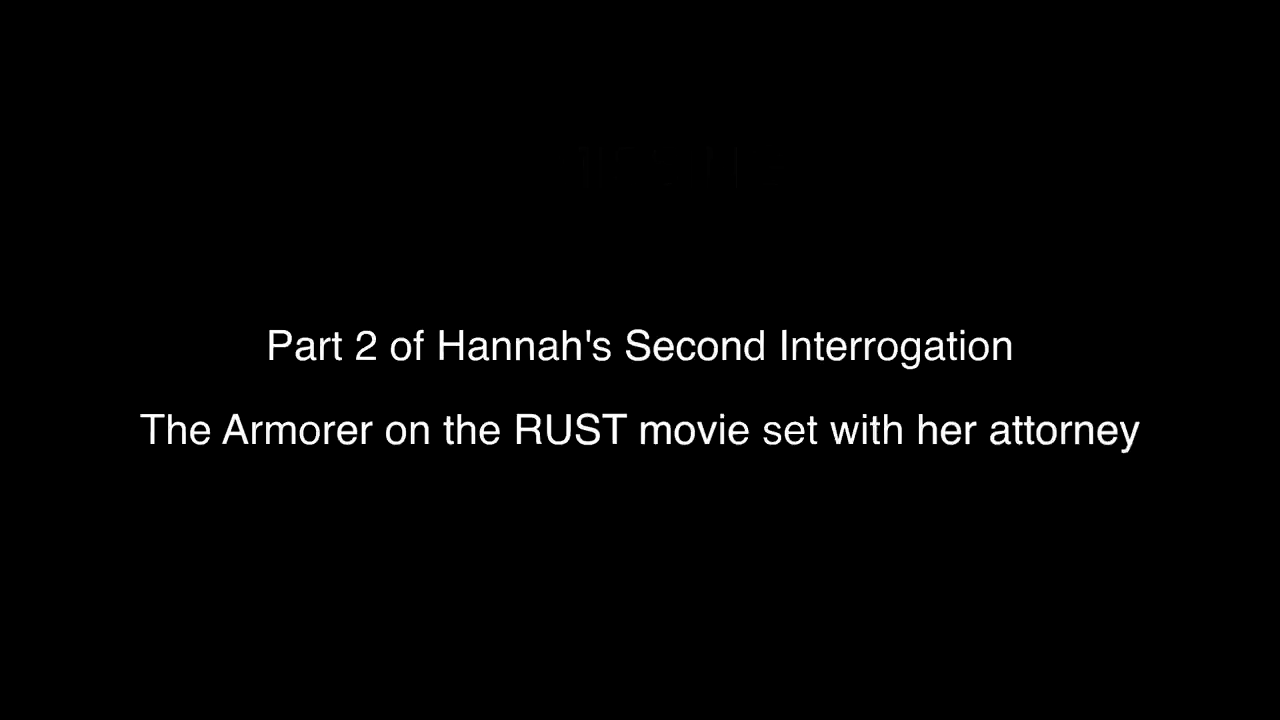 Part 2 of Hannah's Second Interrogation
The Armorer on the RUST movie set with her attorney